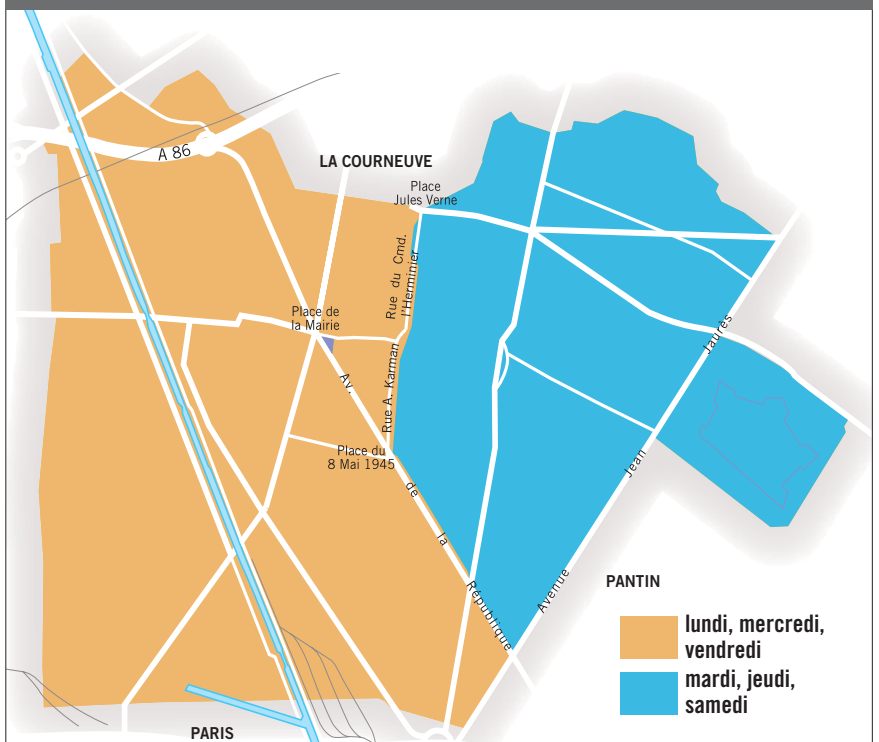 A 86
LA COURNEUVE
Place
Jules Verne
Rue du Cmd.
l'Herminier
Place de
la Mairie
Rue A. Karman
Av.
de
la
République
Place du
8 Mai 1945
Avenue
Jean
Jaurès
PANTIN
lundi, mercredi,
vendredi
mardi, jeudi,
samedi
PARIS